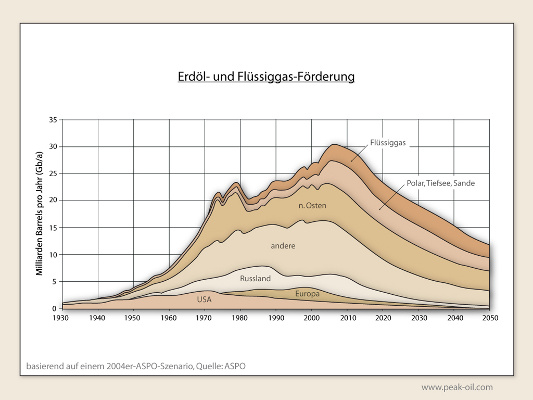 Erdöl- und Flüssiggas-Förderung
Milliarden Barrels pro Jahr (Gb/a)
35
30
25
20
15
10
5
0
Flüssiggas
Polar, Tiefsee, Sande
n. Osten
andere
Russland
Europa
USA
1930 1940 1950 1960 1970 1980 1990 2000 2010 2020 2030 2040 2050
basierend auf einem 2004er-ASPO-Szenario, Quelle: ASPO
www.peak-oil.com